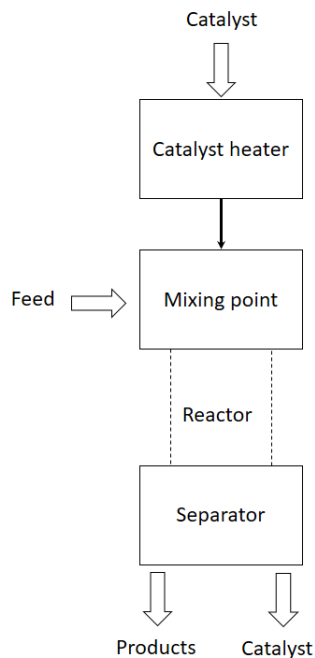 Catalyst
Catalyst heater
Feed
Mixing point
Reactor
Separator
Products
Catalyst